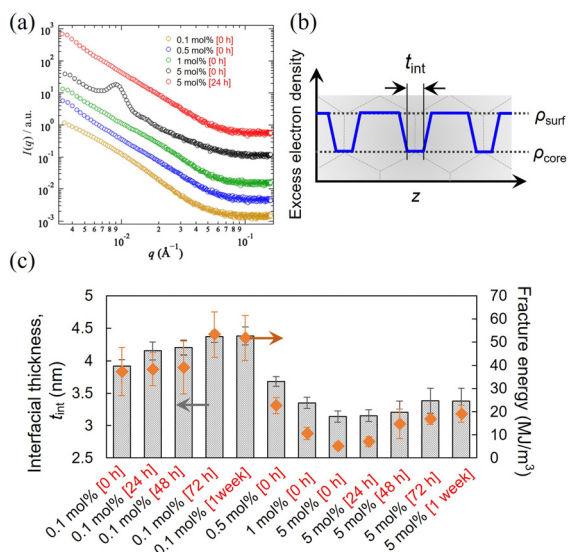 (a)
I(q) / a.u.
10³
10²
10¹
10⁰
10⁻¹
10⁻²
10⁻³
0.1 mol% [0 h]
0.5 mol% [0 h]
1 mol% [0 h]
5 mol% [0 h]
5 mol% [24 h]
4 5 6 7 8 9 2 3 4 5 6 7 8 9
10⁻² 10⁻¹
q (Å⁻¹)
(b)
Excess electron density
t_int
ρ_surf
ρ_core
z
(c)
Interfacial thickness,
t_int (nm)
5
4.5
4
3.5
3
2.5
70
60
50
40
30
20
10
0
Fracture energy
(MJ/m³)
0.1 mol% [0 h]
0.1 mol% [24 h]
0.1 mol% [48 h]
0.1 mol% [72 h]
0.1 mol% [1week]
0.5 mol% [0 h]
1 mol% [0 h]
5 mol% [0 h]
5 mol% [24 h]
5 mol% [48 h]
5 mol% [72 h]
5 mol% [1 week]